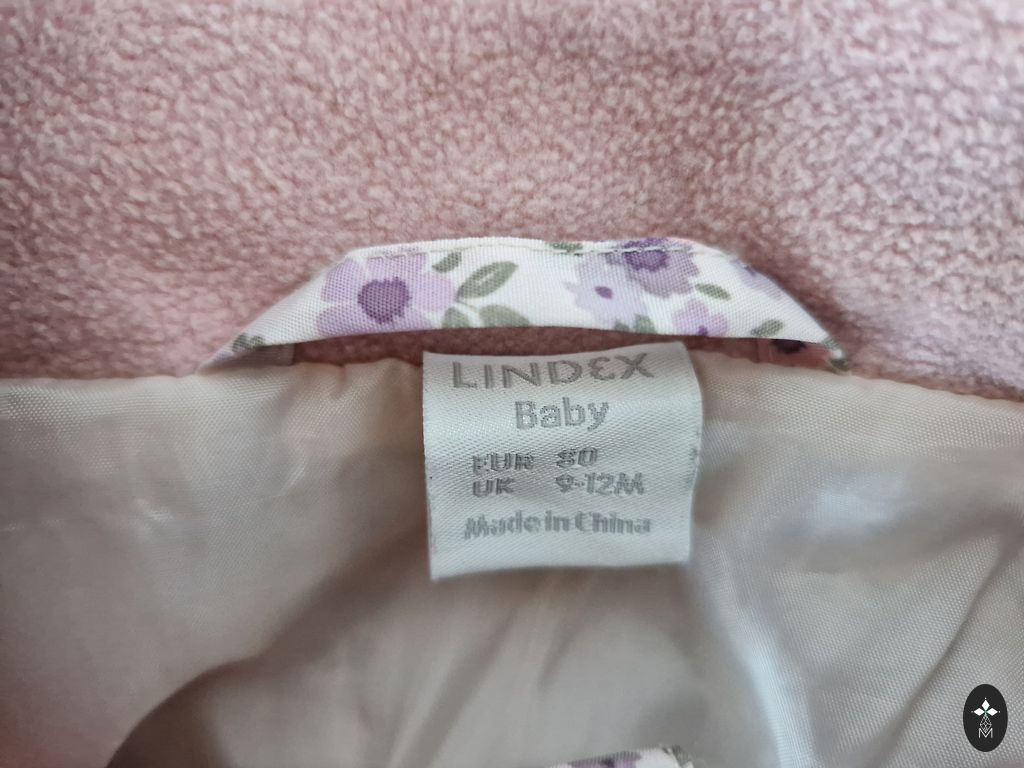 LINDEX
Baby
EUR 80
UK 9-12M
Made in China
M